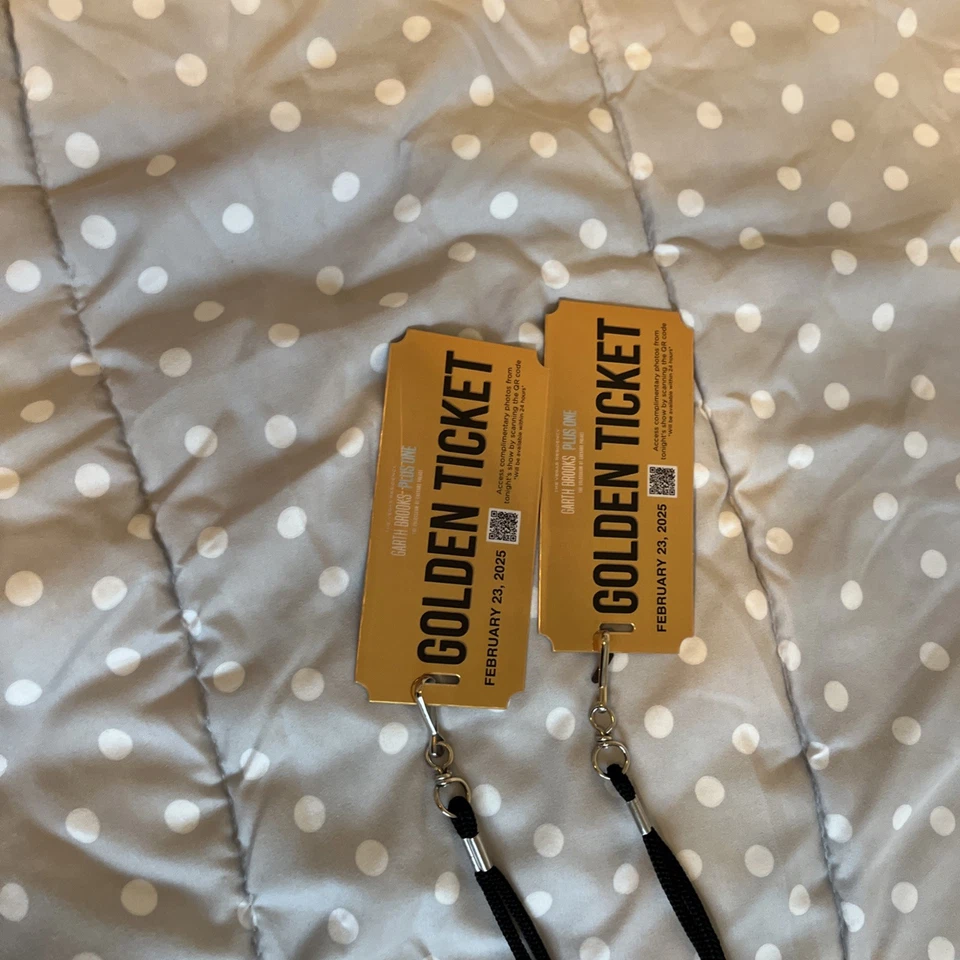 GARTH BROOKS PLUS ONE
GOLDEN TICKET
FEBRUARY 23, 2025
Access complimentary photos from
tonight's show by scanning the QR code
*Will be available within 24 hours*
GARTH BROOKS PLUS ONE
GOLDEN TICKET
FEBRUARY 23, 2025
Access complimentary photos from
tonight's show by scanning the QR code
*Will be available within 24 hours*